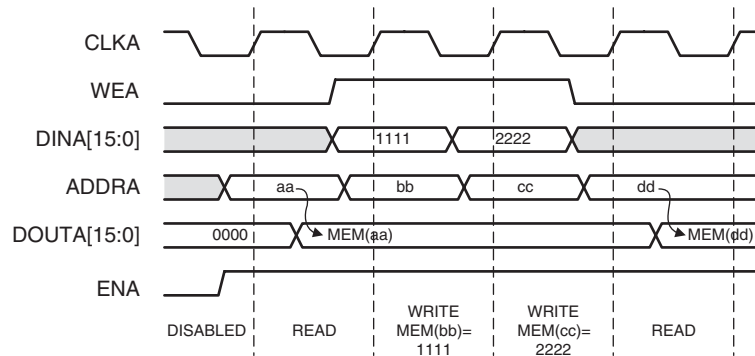 CLKA
WEA
DINA[15:0] 1111 2222
ADDRA aa bb cc dd
DOUTA[15:0] 0000 MEM(aa) MEM(dd)
ENA
DISABLED READ WRITE MEM(bb)= 1111 WRITE MEM(cc)= 2222 READ